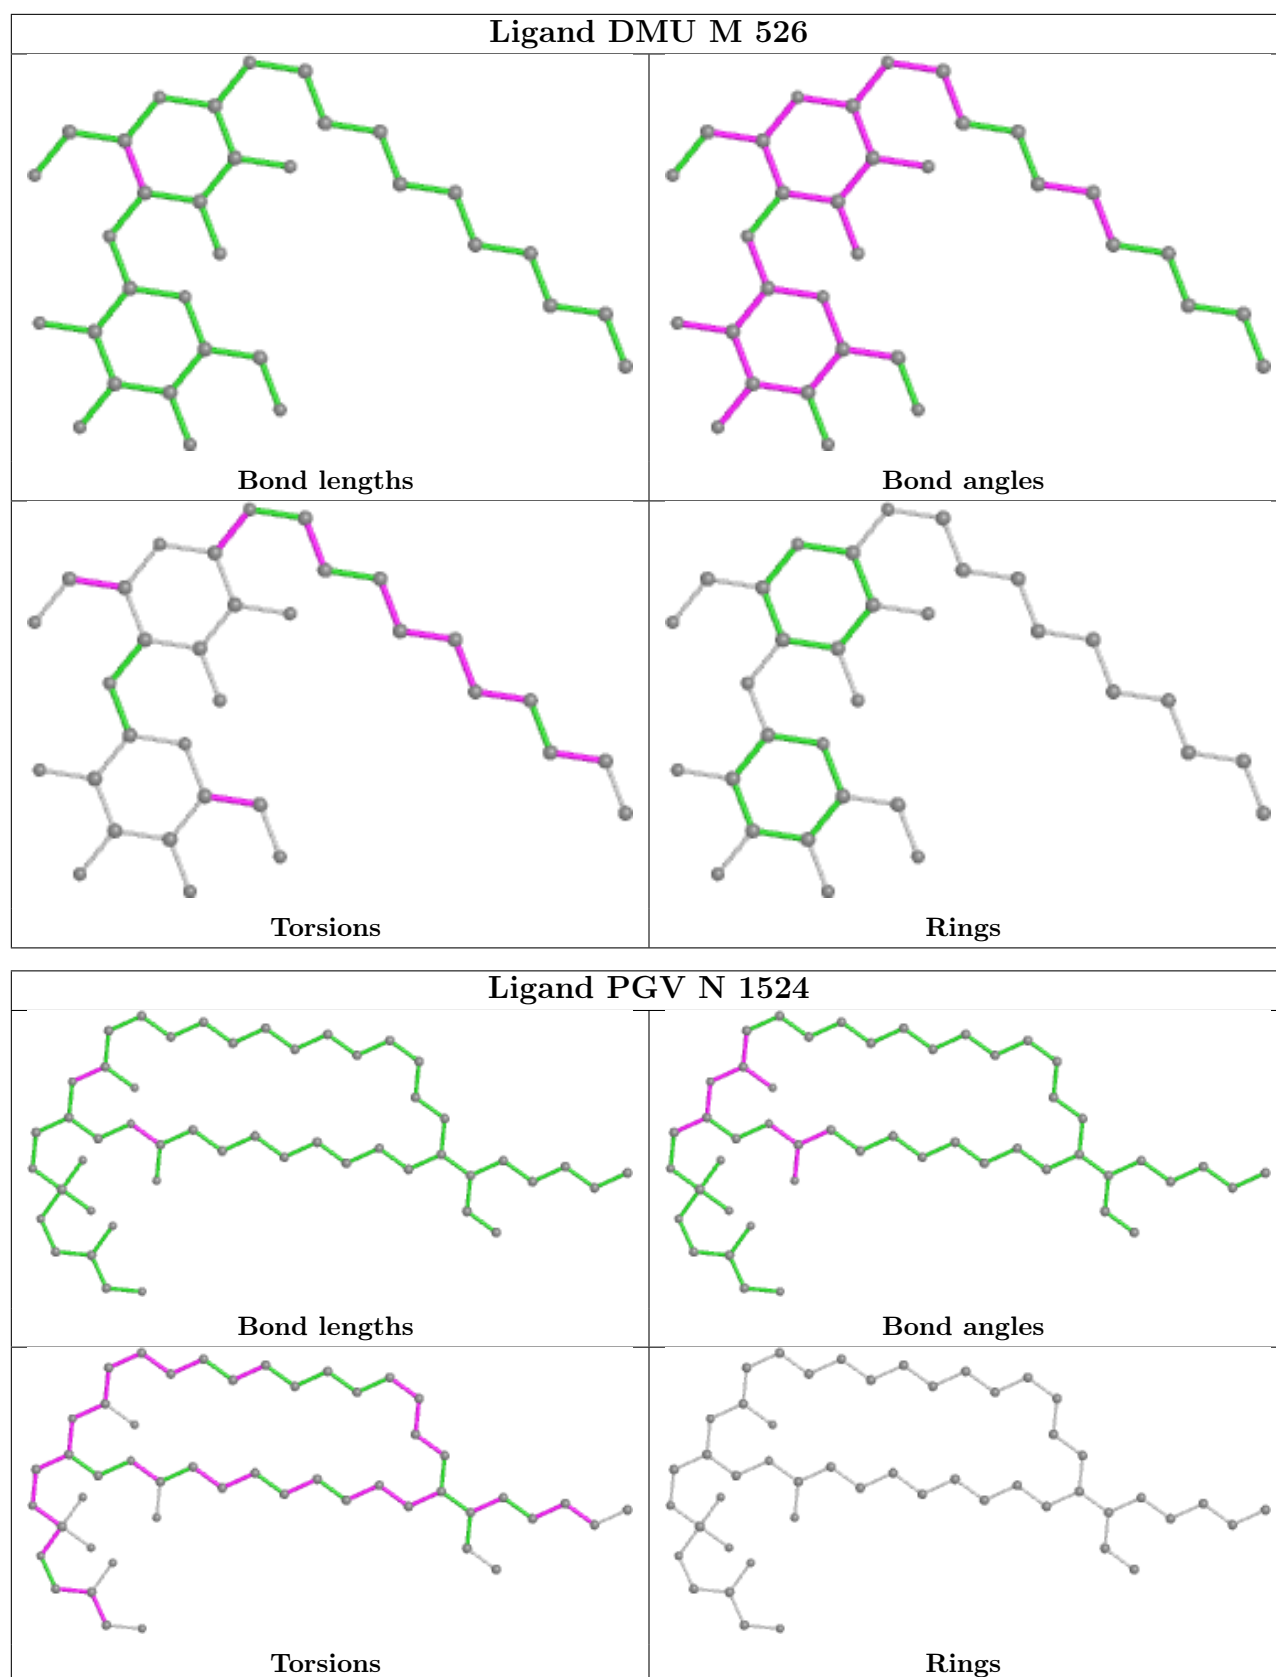 Ligand DMU M 526
Bond lengths
Bond angles
Torsions
Rings
Ligand PGV N 1524
Bond lengths
Bond angles
Torsions
Rings